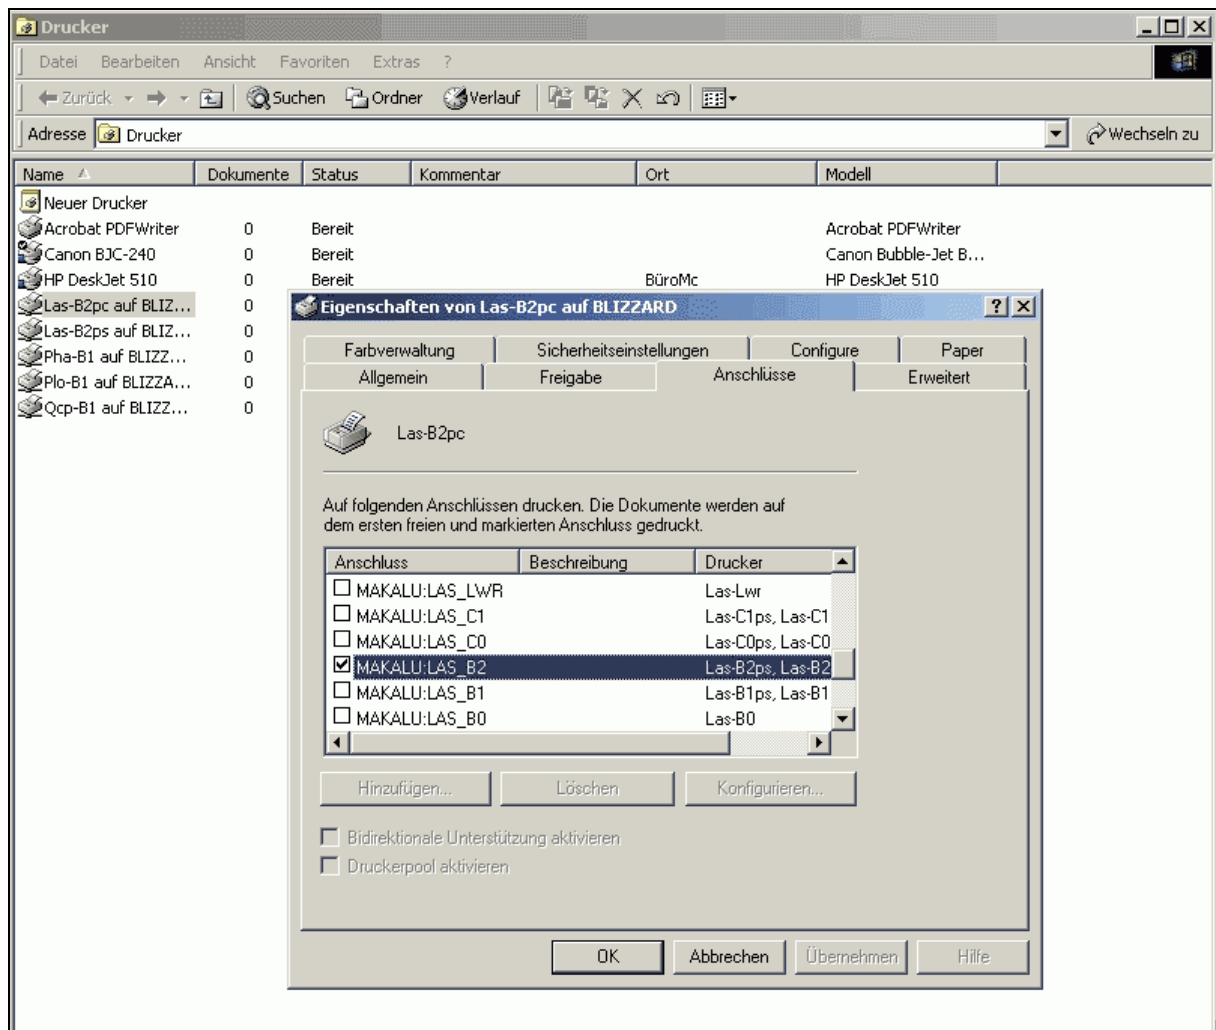 Drucker
Datei Bearbeiten Ansicht Favoriten Extras ?
Zurück Suchen Ordner Verlauf
Adresse Drucker Wechseln zu
Name Dokumente Status Kommentar Ort Modell
Neuer Drucker
Acrobat PDFWriter 0 Bereit Acrobat PDFWriter
Canon BJC-240 0 Bereit Canon Bubble-Jet B...
HP DeskJet 510 0 Bereit BüroMc HP DeskJet 510
Las-B2pc auf BLIZ... 0
Las-B2ps auf BLIZ... 0
Pha-B1 auf BLIZZ... 0
Plo-B1 auf BLIZZA... 0
Qcp-B1 auf BLIZZ... 0
Eigenschaften von Las-B2pc auf BLIZZARD
Farbverwaltung Sicherheitseinstellungen Configure Paper
Allgemein Freigabe Anschlüsse Erweitert
Las-B2pc
Auf folgenden Anschlüssen drucken. Die Dokumente werden auf
dem ersten freien und markierten Anschluss gedruckt.
Anschluss Beschreibung Drucker
MAKALU:LAS_LWR Las-Lwr
MAKALU:LAS_C1 Las-C1ps, Las-C1
MAKALU:LAS_C0 Las-C0ps, Las-C0
MAKALU:LAS_B2 Las-B2ps, Las-B2
MAKALU:LAS_B1 Las-B1ps, Las-B1
MAKALU:LAS_B0 Las-B0
Hinzufügen... Löschen Konfigurieren...
Bidirektionale Unterstützung aktivieren
Druckerpool aktivieren
OK Abbrechen Übernehmen Hilfe